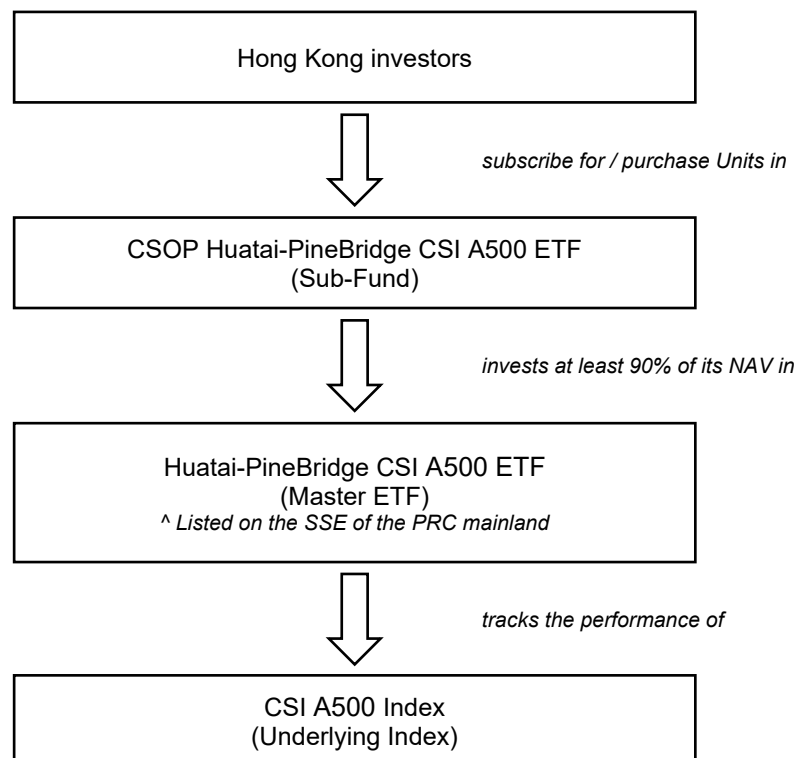 Hong Kong investors
subscribe for / purchase Units in
CSOP Huatai-PineBridge CSI A500 ETF
(Sub-Fund)
invests at least 90% of its NAV in
Huatai-PineBridge CSI A500 ETF
(Master ETF)
^ Listed on the SSE of the PRC mainland
tracks the performance of
CSI A500 Index
(Underlying Index)